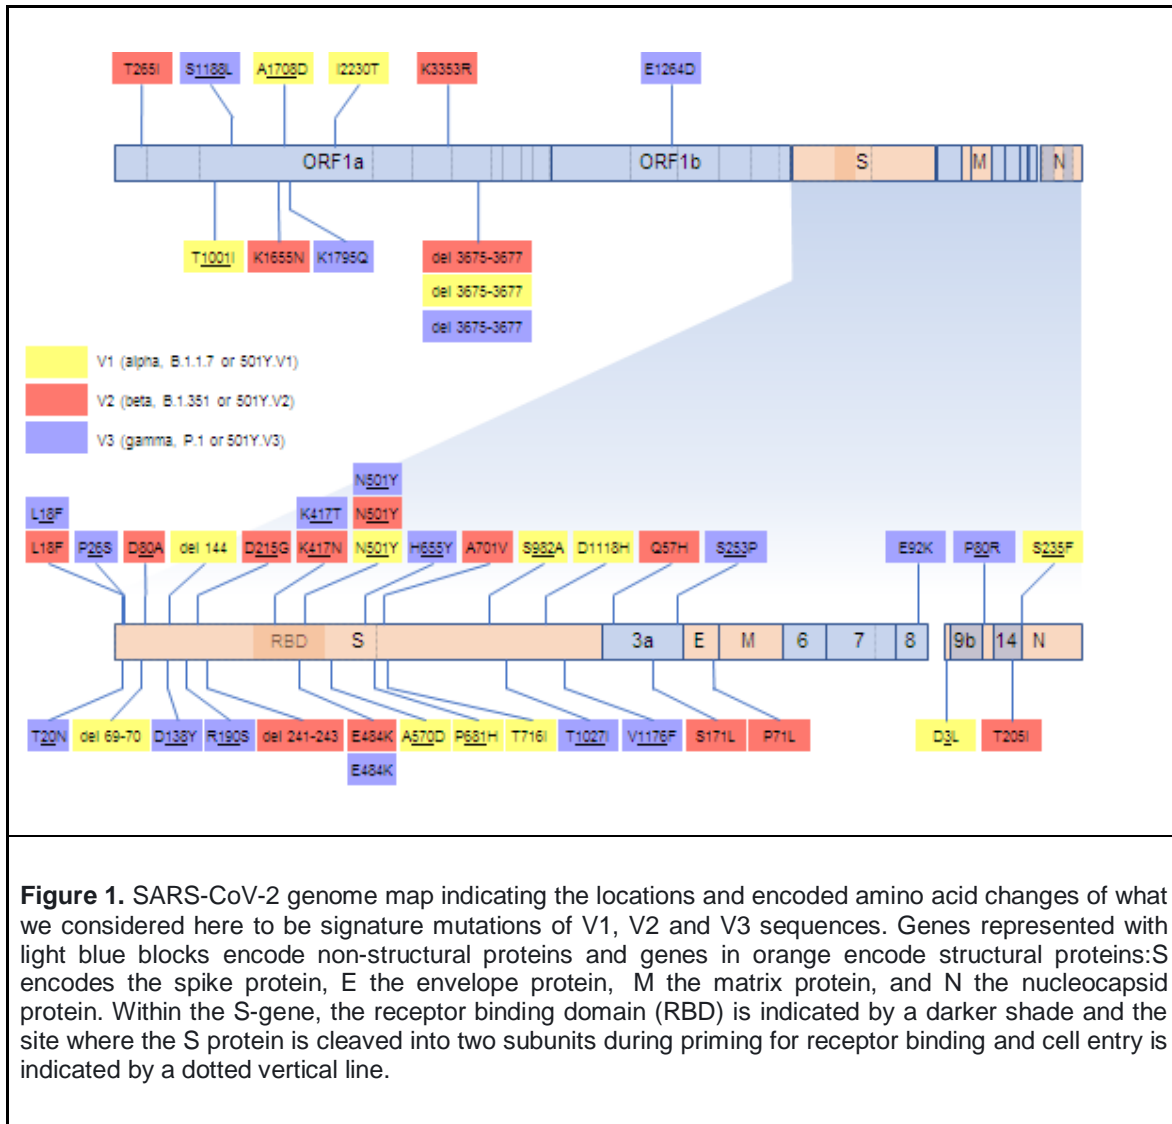 T265I S1188L A1708D I2230T K3353R E1264D
ORF1a ORF1b S M N
T1001I K1655N K1795Q del 3675-3677
del 3675-3677
del 3675-3677
V1 (alpha, B.1.1.7 or 501Y.V1)
V2 (beta, B.1.351 or 501Y.V2)
V3 (gamma, P.1 or 501Y.V3)
N501Y
L18F K417T N501Y
L18F P26S D80A del 144 D215G K417N N501Y H655Y A701V S982A D1118H Q57H S253P E92K P80R S235F
RBD S 3a E M 6 7 8 9b 14 N
T20N del 69-70 D138Y R190S del 241-243 E484K A570D P681H T716I T1027I V1176F S171L P71L D3L T205I
E484K
Figure 1. SARS-CoV-2 genome map indicating the locations and encoded amino acid changes of what
we considered here to be signature mutations of V1, V2 and V3 sequences. Genes represented with
light blue blocks encode non-structural proteins and genes in orange encode structural proteins:S
encodes the spike protein, E the envelope protein, M the matrix protein, and N the nucleocapsid
protein. Within the S-gene, the receptor binding domain (RBD) is indicated by a darker shade and the
site where the S protein is cleaved into two subunits during priming for receptor binding and cell entry is
indicated by a dotted vertical line.